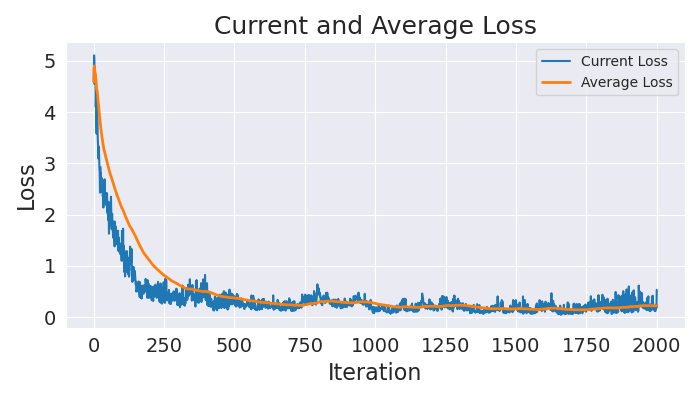 Current and Average Loss
Current Loss
Average Loss
5
4
3
2
1
0
Loss
0 250 500 750 1000 1250 1500 1750 2000
Iteration